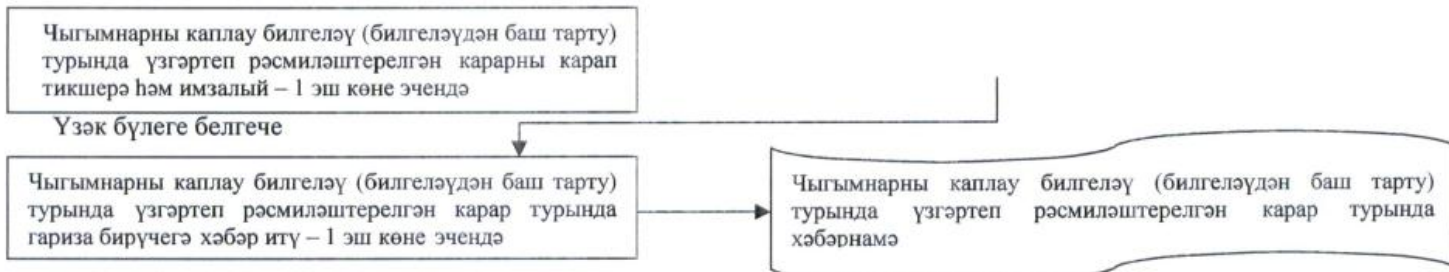 Чыгымнарны каплау билгеләү (билгеләүдән баш тарту)
турында үзгәртеп рәсмиләштерелгән карарны карап
тикшерә һәм имзалый – 1 эш көне эчендә
Үзәк бүлеге белгече
Чыгымнарны каплау билгеләү (билгеләүдән баш тарту)
турында үзгәртеп рәсмиләштерелгән карар турында
гариза бирүчегә хәбәр итү – 1 эш көне эчендә
Чыгымнарны каплау билгеләү (билгеләүдән баш тарту)
турында үзгәртеп рәсмиләштерелгән карар турында
хәбәрнамә